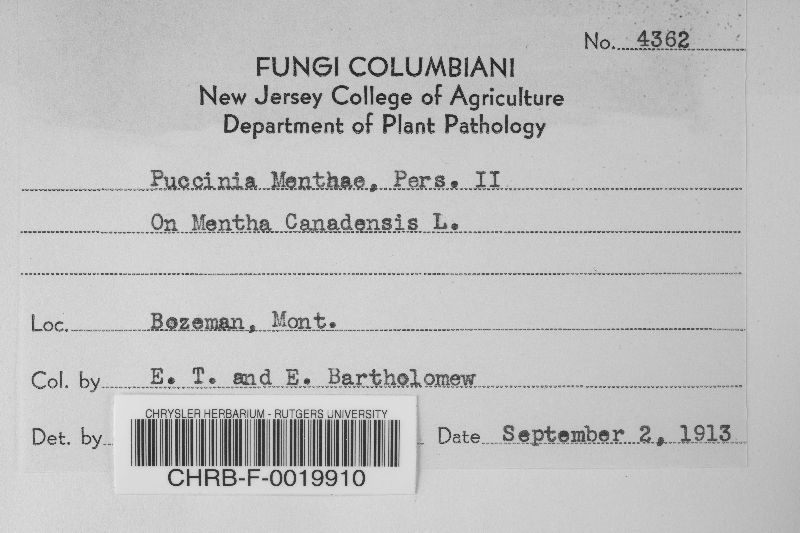 No. 4362
FUNGI COLUMBIANI
New Jersey College of Agriculture
Department of Plant Pathology
Puccinia Menthae, Pers. II
On Mentha Canadensis L.
Loc. Bozeman, Mont.
Col. by E. T. and E. Bartholomew
Det. by Date September 2, 1913
CHRYSLER HERBARIUM - RUTGERS UNIVERSITY
CHRB-F-0019910